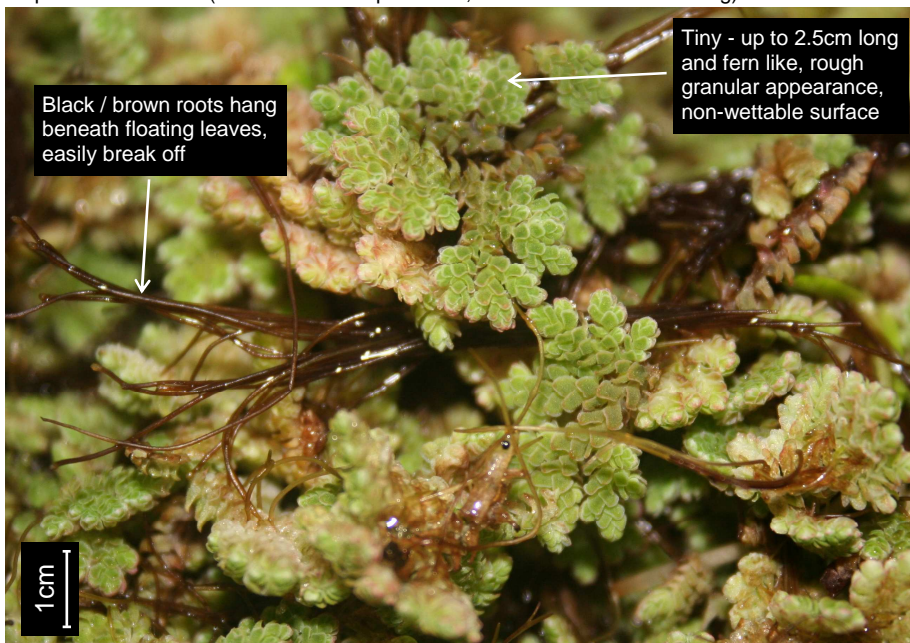 Tiny - up to 2.5cm long
and fern like, rough
granular appearance,
non-wettable surface
Black / brown roots hang
beneath floating leaves,
easily break off
1cm